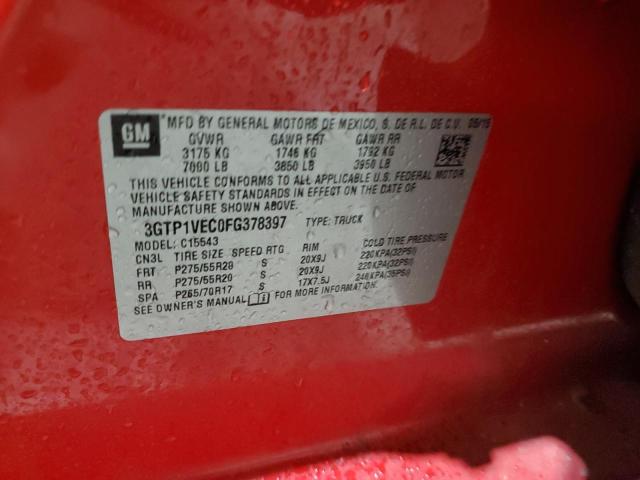 GM
*MFD BY GENERAL MOTORS DE MEXICO, S. DE R.L. DE C.V. 05/15
GVWR GAWR FRT GAWR RR
3175 KG 1746 KG 1792 KG
7000 LB 3850 LB 3950 LB
THIS VEHICLE CONFORMS TO ALL APPLICABLE U.S. FEDERAL MOTOR
VEHICLE SAFETY STANDARDS IN EFFECT ON THE DATE OF
MANUFACTURE SHOWN ABOVE.
3GTP1VEC0FG378397 TYPE: TRUCK
MODEL: C15543
CN3L TIRE SIZE SPEED RTG RIM COLD TIRE PRESSURE
FRT P275/55R20 S 20X9J 220KPA(32PSI)
RR P275/55R20 S 20X9J 220KPA(32PSI)
SPA P265/70R17 S 17X7.5J 240KPA(35PSI)
SEE OWNER'S MANUAL FOR MORE INFORMATION.